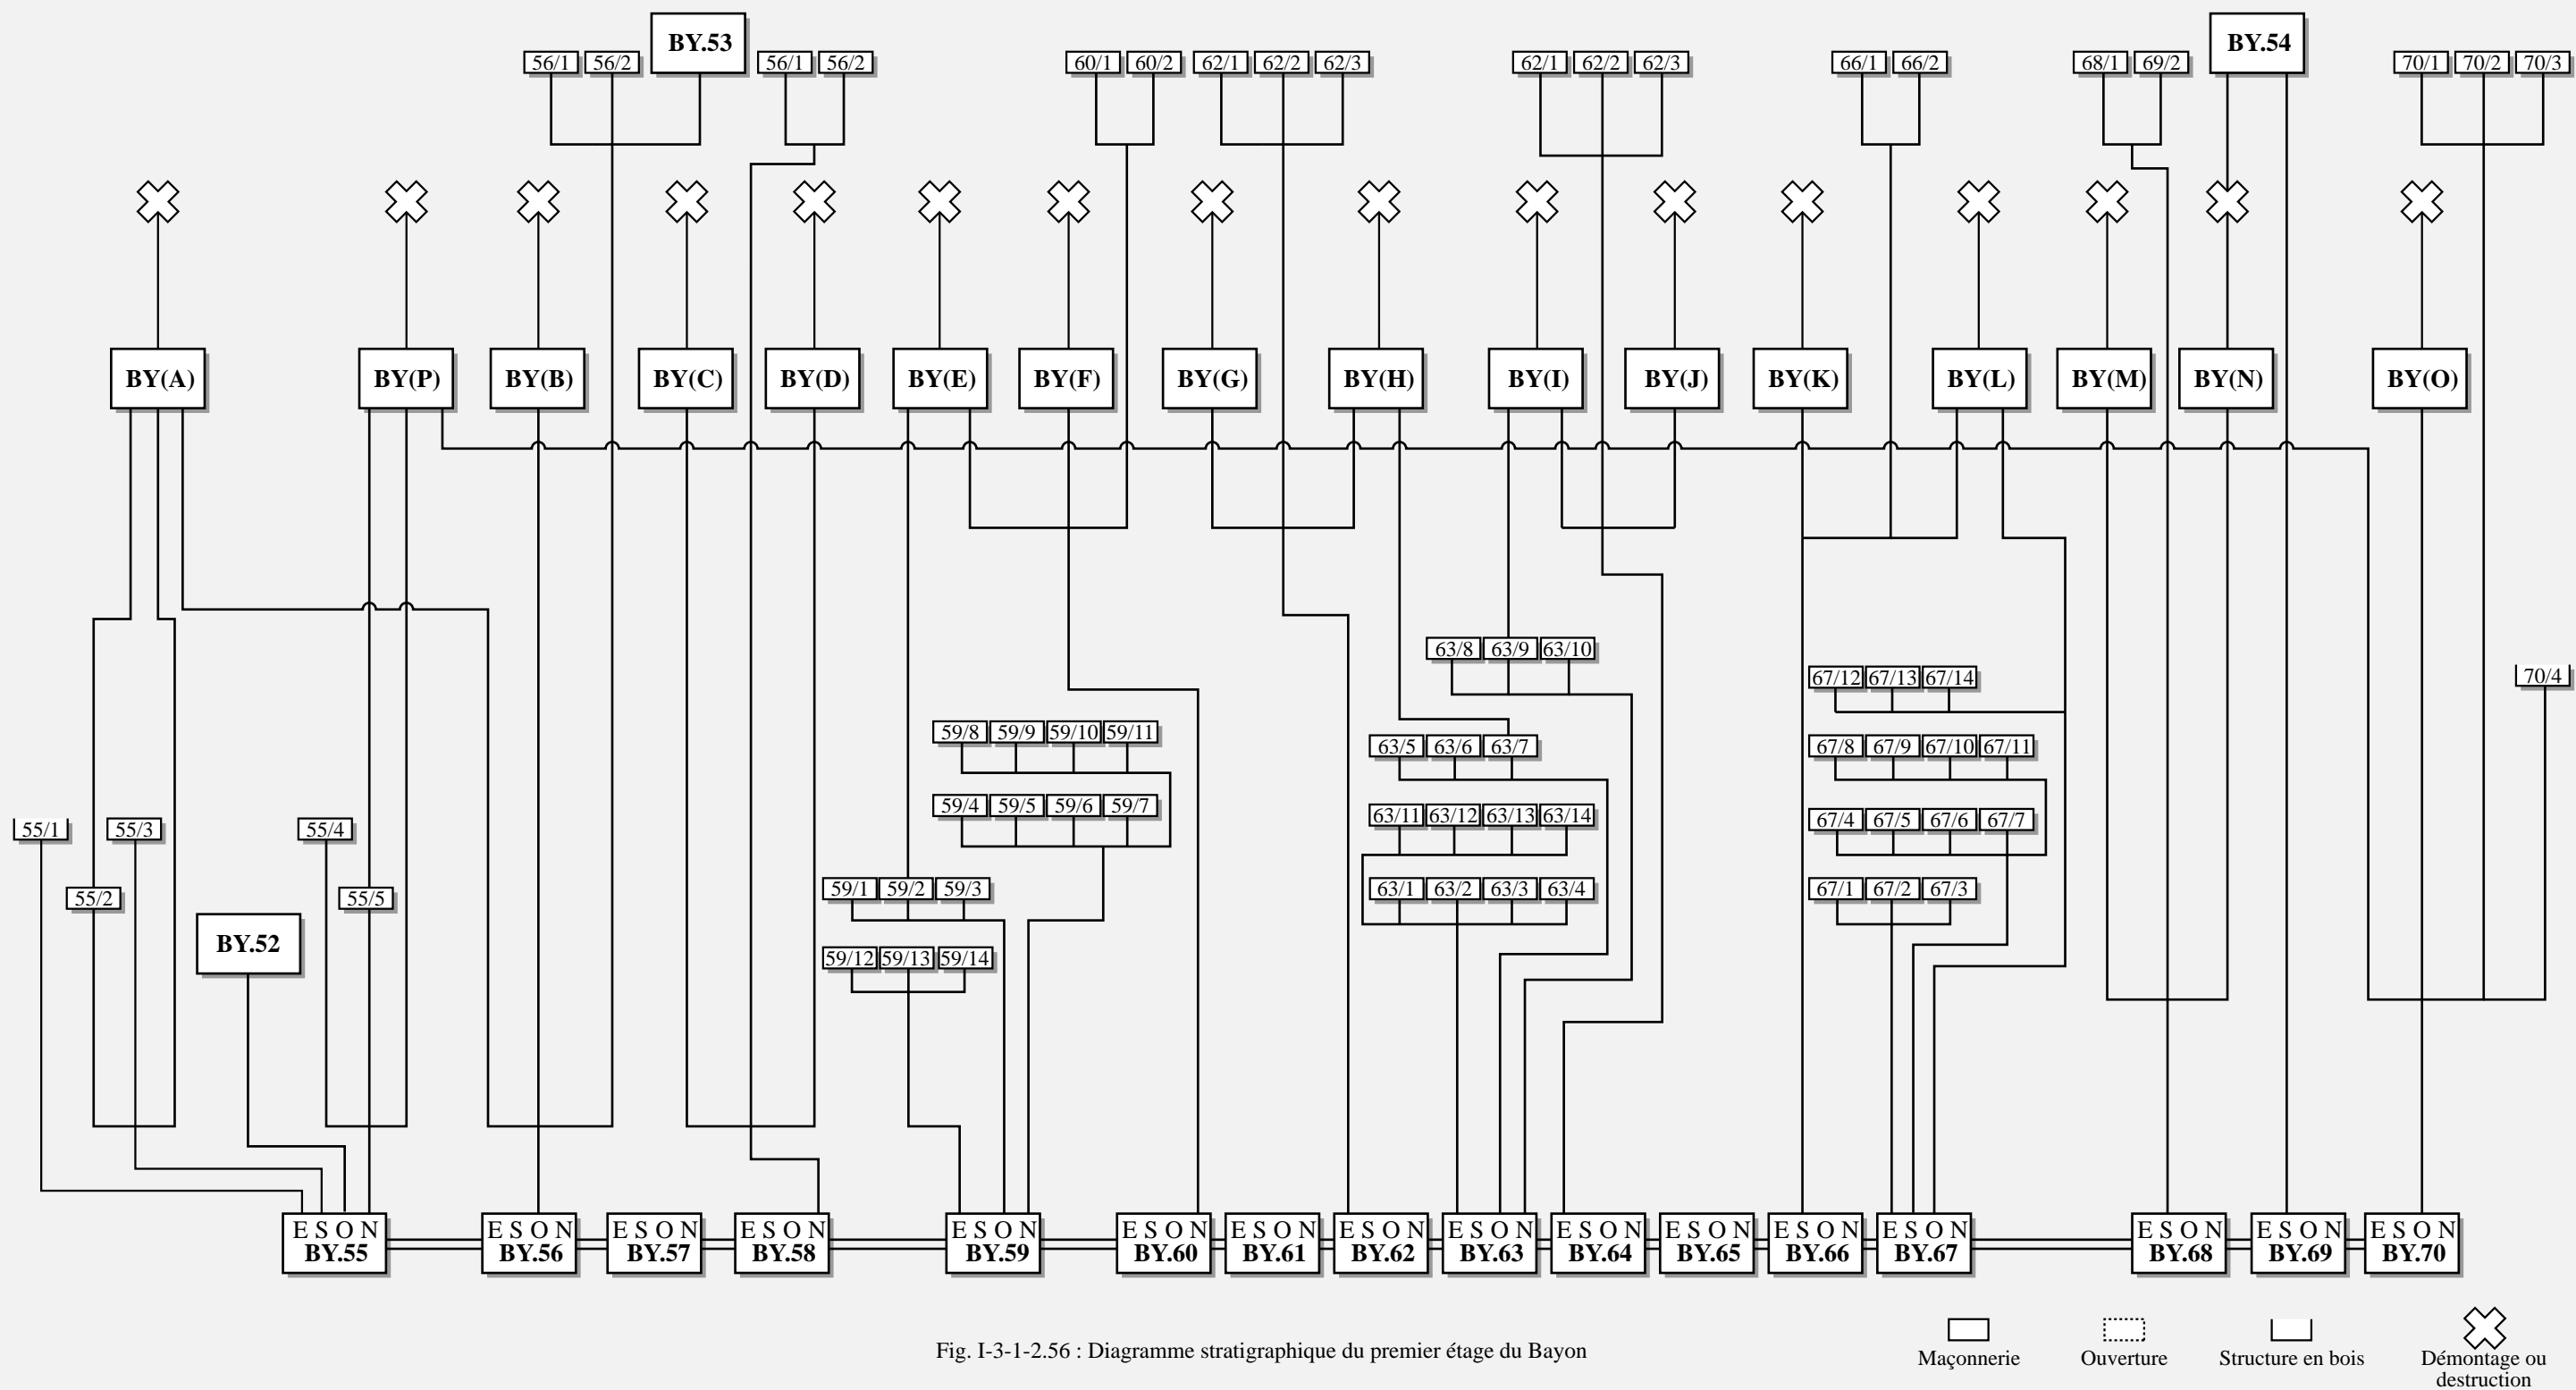 BY.53 BY.54
56/1 56/2 56/1 56/2 60/1 60/2 62/1 62/2 62/3 62/1 62/2 62/3 66/1 66/2 68/1 69/2 70/1 70/2 70/3
BY(A) BY(P) BY(B) BY(C) BY(D) BY(E) BY(F) BY(G) BY(H) BY(I) BY(J) BY(K) BY(L) BY(M) BY(N) BY(O)
63/8 63/9 63/10
67/12 67/13 67/14 70/4
59/8 59/9 59/10 59/11
63/5 63/6 63/7 67/8 67/9 67/10 67/11
59/4 59/5 59/6 59/7
63/11 63/12 63/13 63/14 67/4 67/5 67/6 67/7
55/1 55/3 55/4
59/1 59/2 59/3 63/1 63/2 63/3 63/4 67/1 67/2 67/3
55/2 55/5
BY.52
59/12 59/13 59/14
E S O N E S O N E S O N E S O N E S O N E S O N E S O N E S O N E S O N E S O N E S O N E S O N E S O N E S O N E S O N E S O N
BY.55 BY.56 BY.57 BY.58 BY.59 BY.60 BY.61 BY.62 BY.63 BY.64 BY.65 BY.66 BY.67 BY.68 BY.69 BY.70
Fig. I-3-1-2.56 : Diagramme stratigraphique du premier étage du Bayon
Maçonnerie Ouverture Structure en bois Démontage ou
destruction